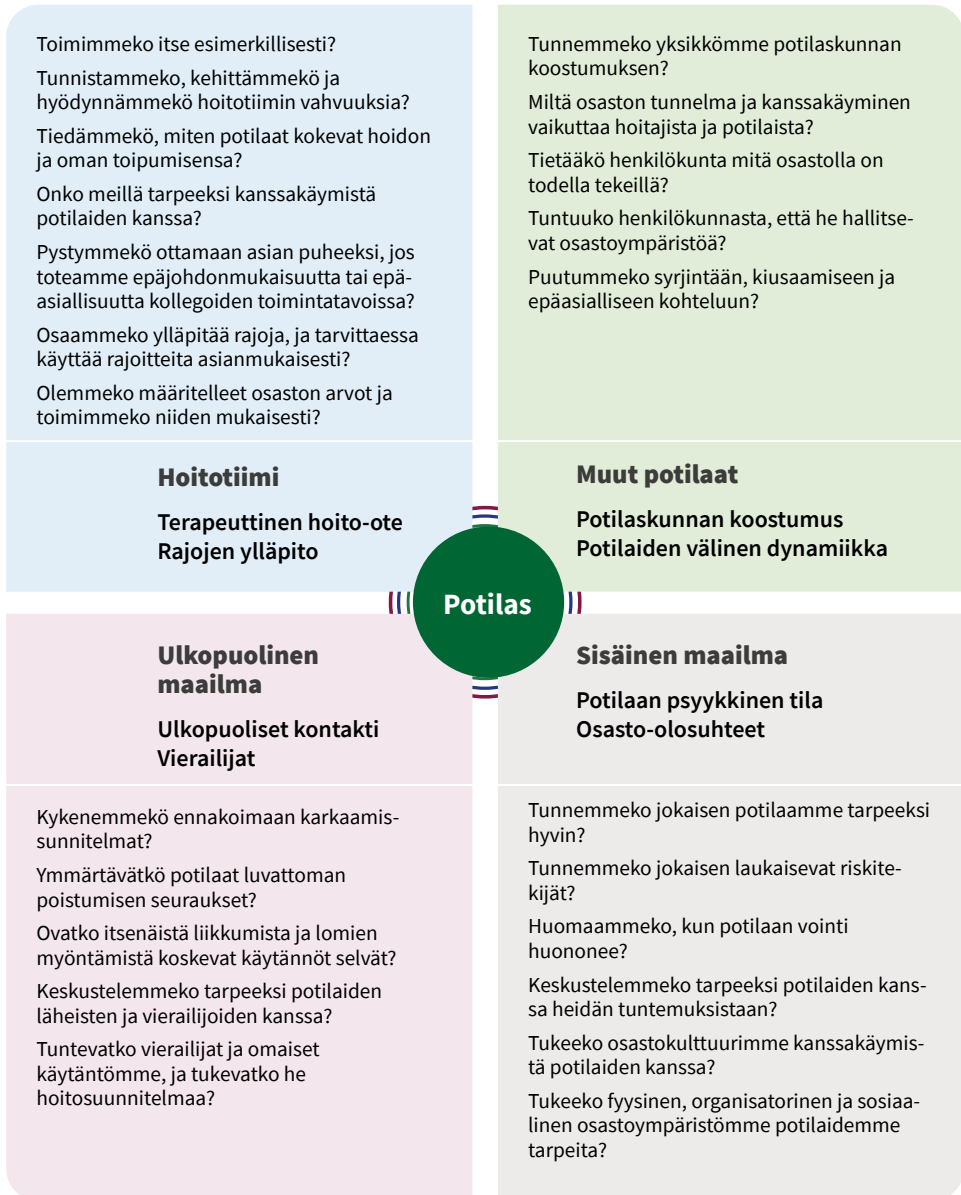 Toimimmeko itse esimerkillisesti?
Tunnistammeko, kehittämmekö ja
hyödynnämmekö hoitotiimin vahvuuksia?
Tiedämmekö, miten potilaat kokevat hoidon
ja oman toipumisensa?
Onko meillä tarpeeksi kanssakäymistä
potilaiden kanssa?
Pystymmekö ottamaan asian puheeksi, jos
toteamme epäjohdonmukaisuutta tai epä-
asiallisuutta kollegoiden toimintatavoissa?
Osaammeko ylläpitää rajoja, ja tarvittaessa
käyttää rajoitteita asianmukaisesti?
Olemmeko määritelleet osaston arvot ja
toimimmeko niiden mukaisesti?
Hoitotiimi
Terapeuttinen hoito-ote
Rajojen ylläpito
Tunnemmeko yksikkömme potilaskunnan
koostumuksen?
Miltä osaston tunnelma ja kanssakäyminen
vaikuttaa hoitajista ja potilaista?
Tietääkö henkilökunta mitä osastolla on
todella tekeillä?
Tuntuuko henkilökunnasta, että he hallitse-
vat osastoympäristöä?
Puutummeko syrjintään, kiusaamiseen ja
epäasialliseen kohteluun?
Muut potilaat
Potilaskunnan koostumus
Potilaiden välinen dynamiikka
Potilas
Ulkopuolinen
maailma
Ulkopuoliset kontakti
Vierailijat
Kykenemmekö ennakoimaan karkaamis-
sunnitelmat?
Ymmärtävätkö potilaat luvattoman
poistumisen seuraukset?
Ovatko itsenäistä liikkumista ja lomien
myöntämistä koskevat käytännöt selvät?
Keskustelemmeko tarpeeksi potilaiden
läheisten ja vierailijoiden kanssa?
Tuntevatko vierailijat ja omaiset
käytäntömme, ja tukevatko he
hoitosuunnitelmaa?
Sisäinen maailma
Potilaan psyykkinen tila
Osasto-olosuhteet
Tunnemmeko jokaisen potilaamme tarpeeksi
hyvin?
Tunnemmeko jokaisen laukaisevat riskite-
kijät?
Huomaammeko, kun potilaan vointi
huononee?
Keskustelemmeko tarpeeksi potilaiden kans-
sa heidän tuntemuksistaan?
Tukeeko osastokulttuurimme kanssakäymis-
tä potilaiden kanssa?
Tukeeko fyysinen, organisatorinen ja sosiaa-
linen osastoympäristömme potilaidemme
tarpeita?